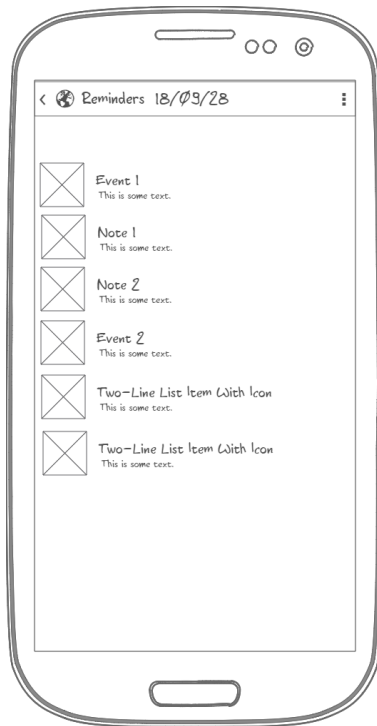 Reminders 18/09/28
Event 1
This is some text.
Note 1
This is some text.
Note 2
This is some text.
Event 2
This is some text.
Two-Line List Item With Icon
This is some text.
Two-Line List Item With Icon
This is some text.